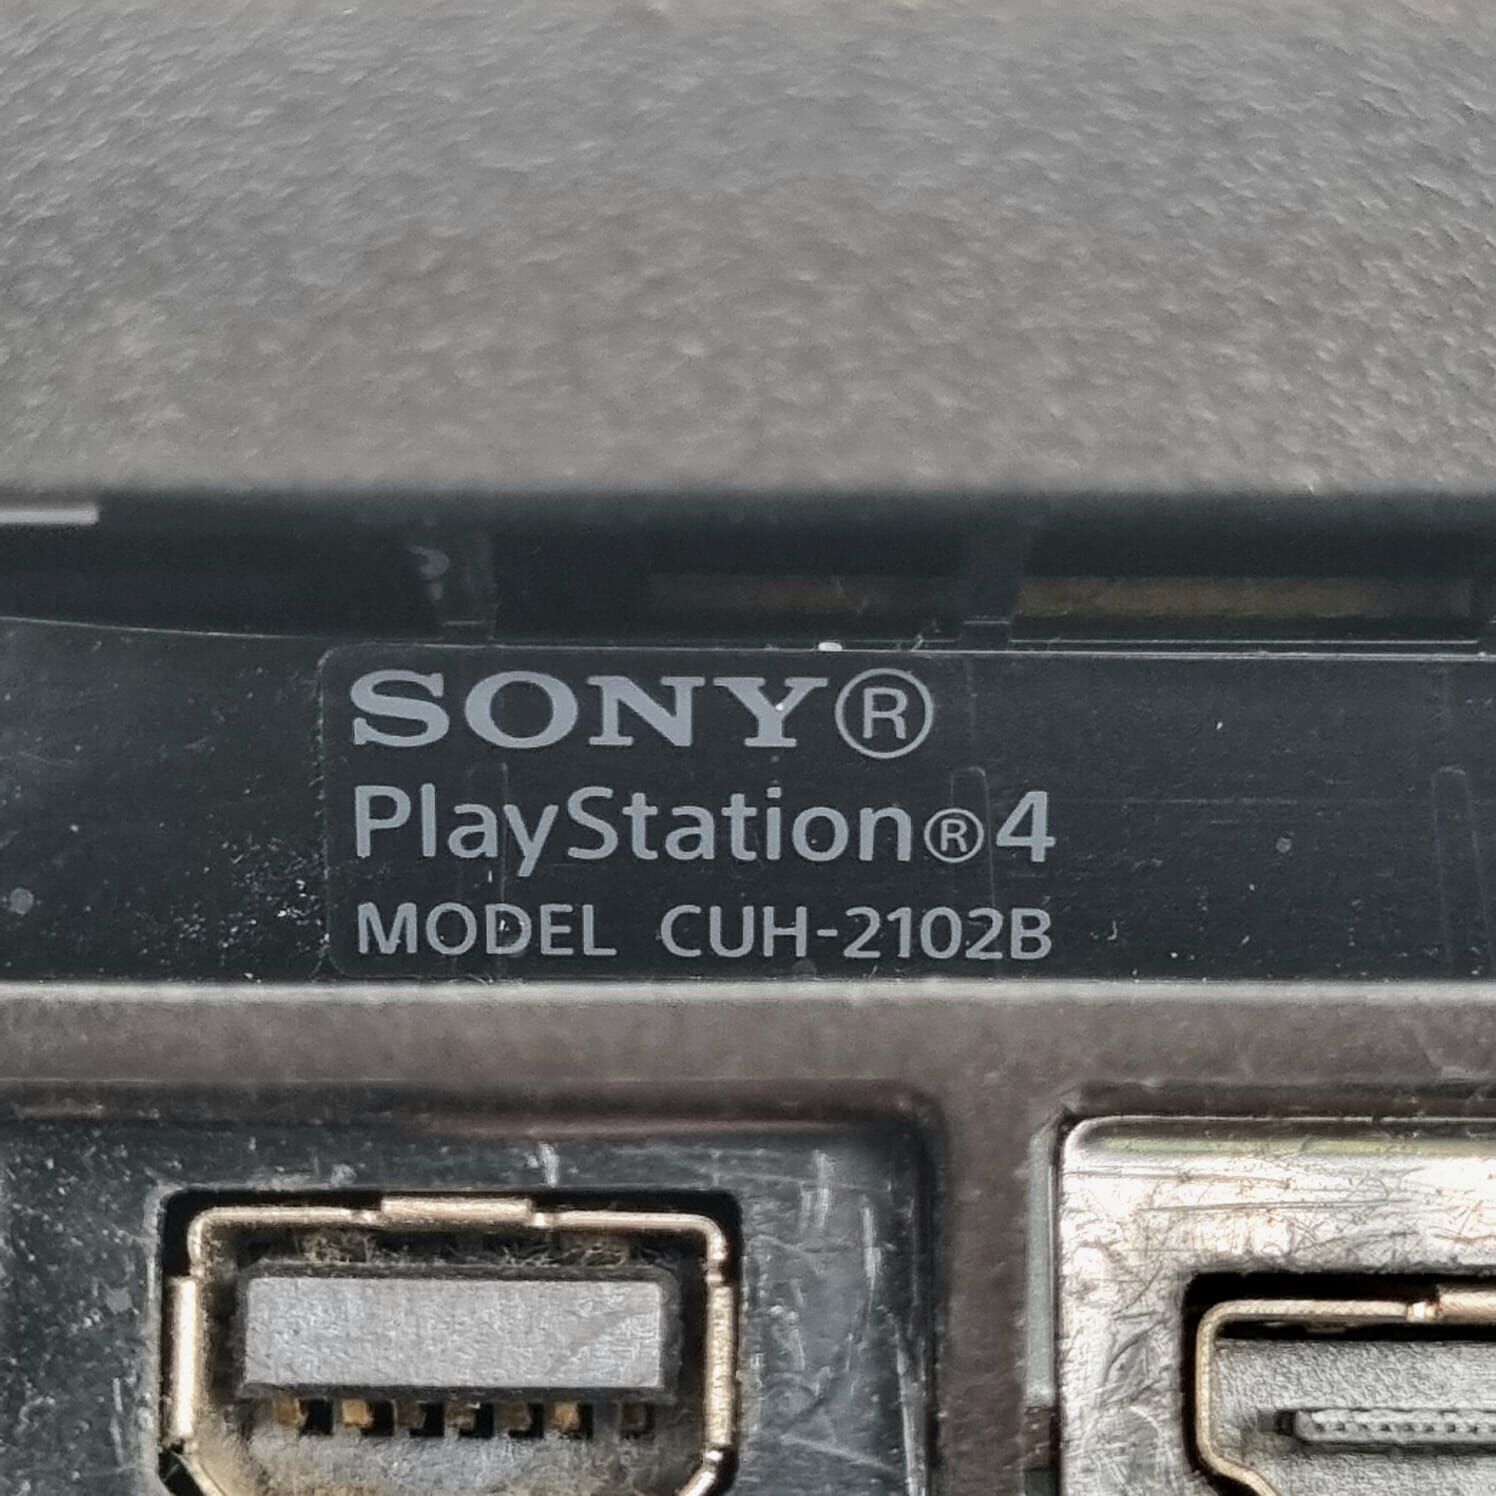 SONY®
PlayStation®4
MODEL CUH-2102B